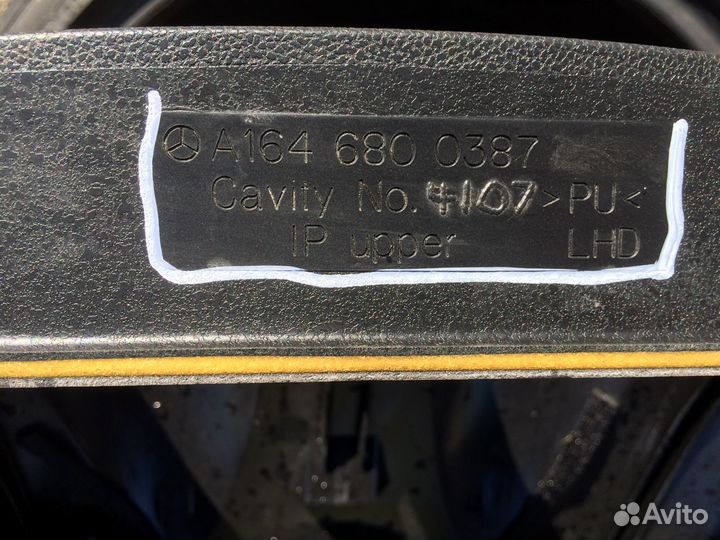 A164 680 0387
Cavity No. 4107 >PU<
IP upper LHD
Avito